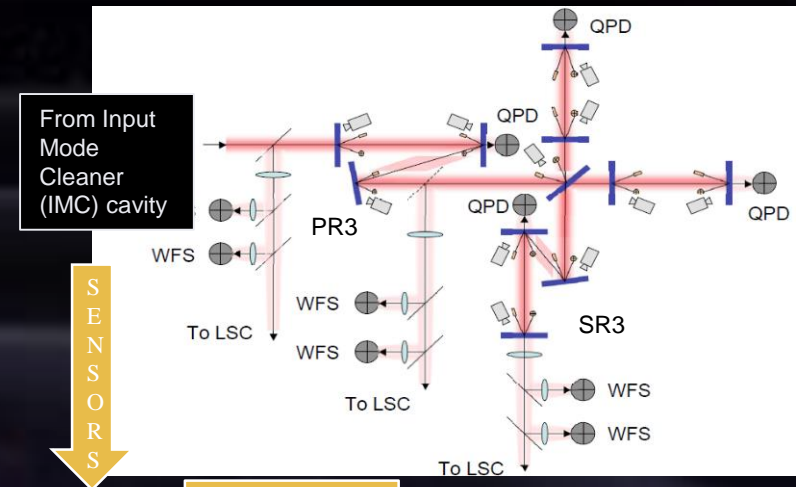 QPD
From Input
Mode
Cleaner
(IMC) cavity
QPD
QPD
QPD
PR3
WFS
WFS
SR3
To LSC
WFS
WFS
To LSC
WFS
To LSC
S
E
N
S
O
R
S